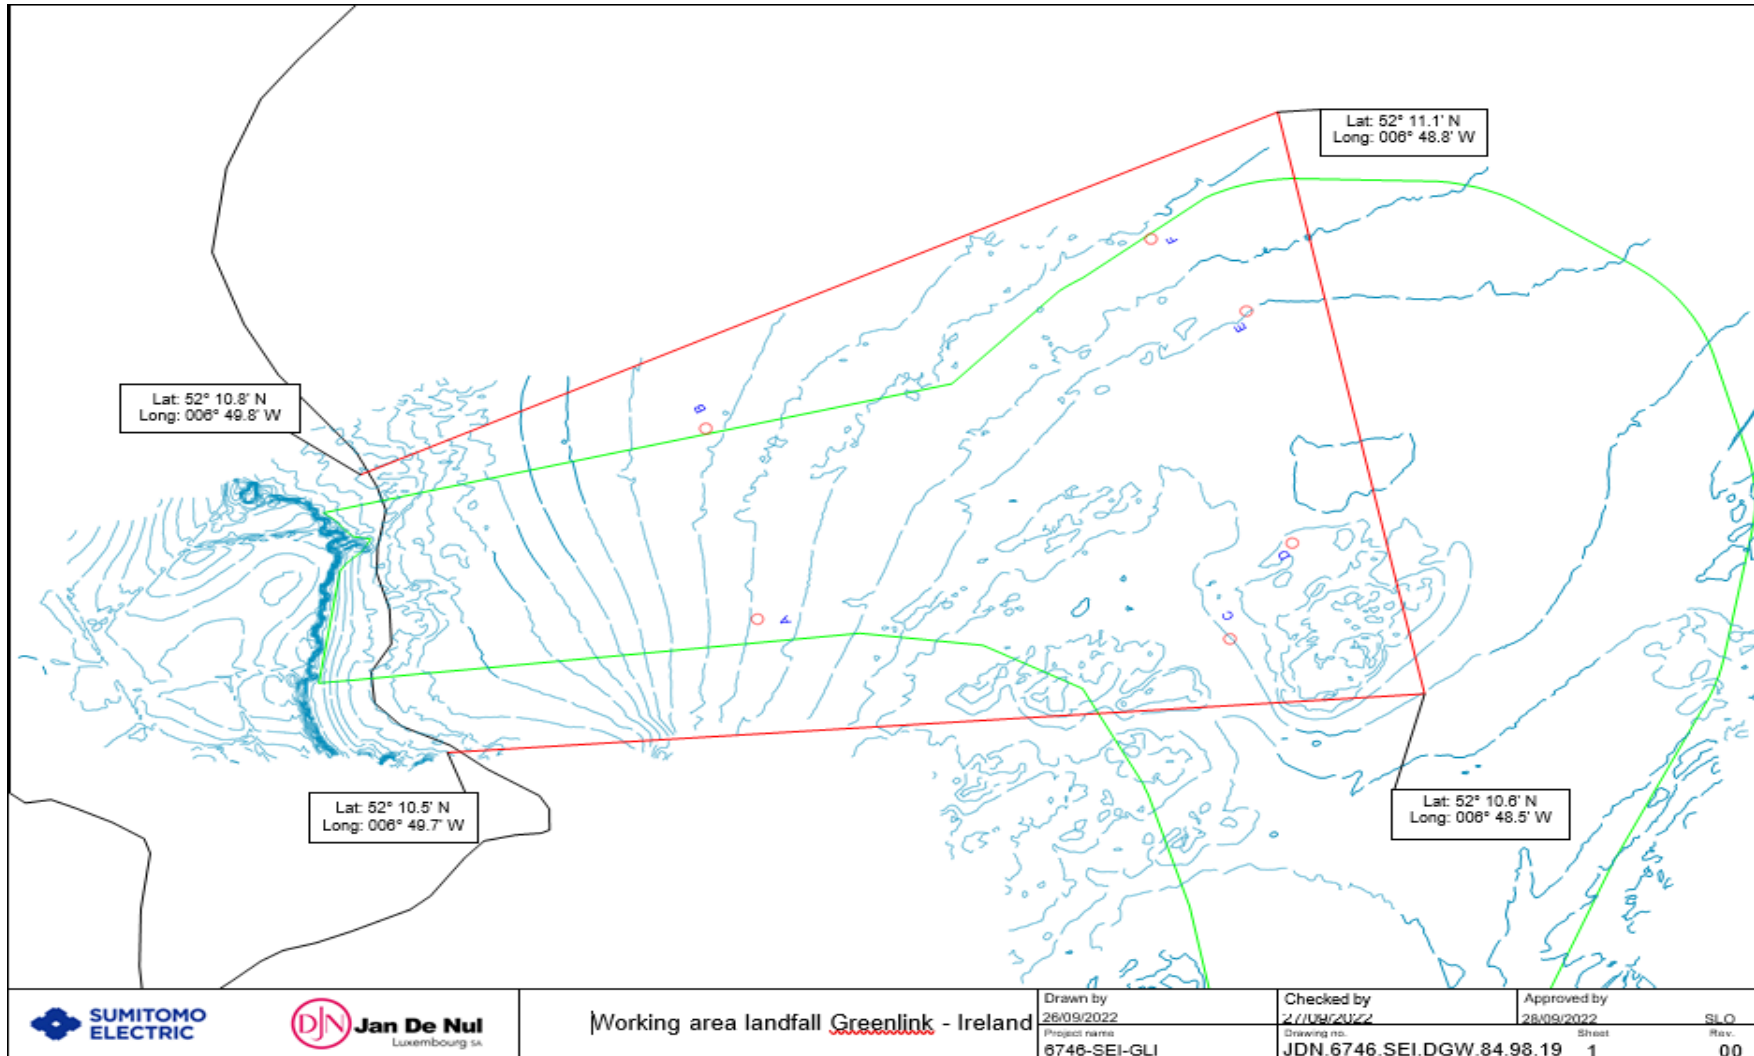 Lat: 52° 11.1' N
Long: 006° 48.8' W
F
E
Lat: 52° 10.8' N
Long: 006° 49.8' W
B
D
A
C
Lat: 52° 10.5' N
Long: 006° 49.7' W
Lat: 52° 10.6' N
Long: 006° 48.5' W
SUMITOMO
ELECTRIC
DJN Jan De Nul
Luxembourg SA
Working area landfall Greenlink - Ireland
Drawn by
26/09/2022
Checked by
27/09/2022
Approved by
28/09/2022 SLO
Project name
6746-SEI-GLI
Drawing no.
JDN.6746.SEI.DGW.84.98.19
Sheet
1
Rev.
00